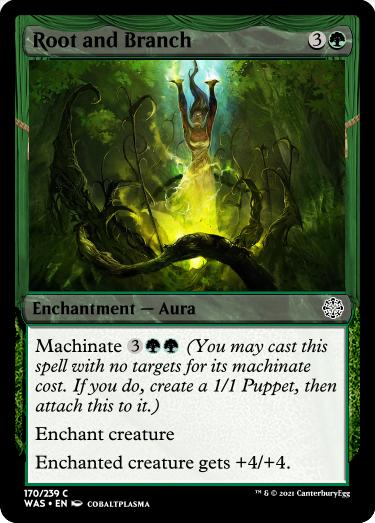 Root and Branch 3
Enchantment — Aura
Machinate 3 (You may cast this
spell with no targets for its machinate
cost. If you do, create a 1/1 Puppet, then
attach this to it.)
Enchant creature
Enchanted creature gets +4/+4.
170/239 C
WAS • EN COBALTPLASMA
™ & © 2021 CanterburyEgg